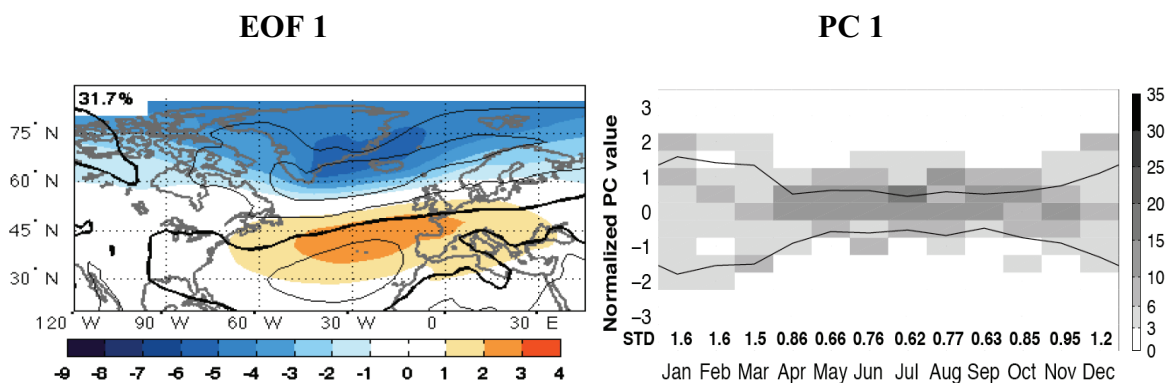 EOF 1
PC 1
31.7%
75° N
60° N
45° N
30° N
120 W 90 W 60 W 30 W 0 30 E
-9 -8 -7 -6 -5 -4 -3 -2 -1 0 1 2 3 4
Normalized PC value
3
2
1
0
−1
−2
−3
STD 1.6 1.6 1.5 0.86 0.66 0.76 0.62 0.77 0.63 0.85 0.95 1.2
Jan Feb Mar Apr May Jun Jul Aug Sep Oct Nov Dec
35
30
25
20
15
10
6
3
0